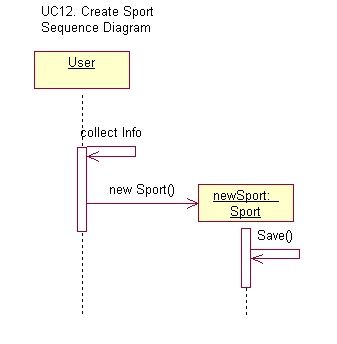 UC12. Create Sport
Sequence Diagram
User
collect Info
new Sport()
newSport:
Sport
Save()